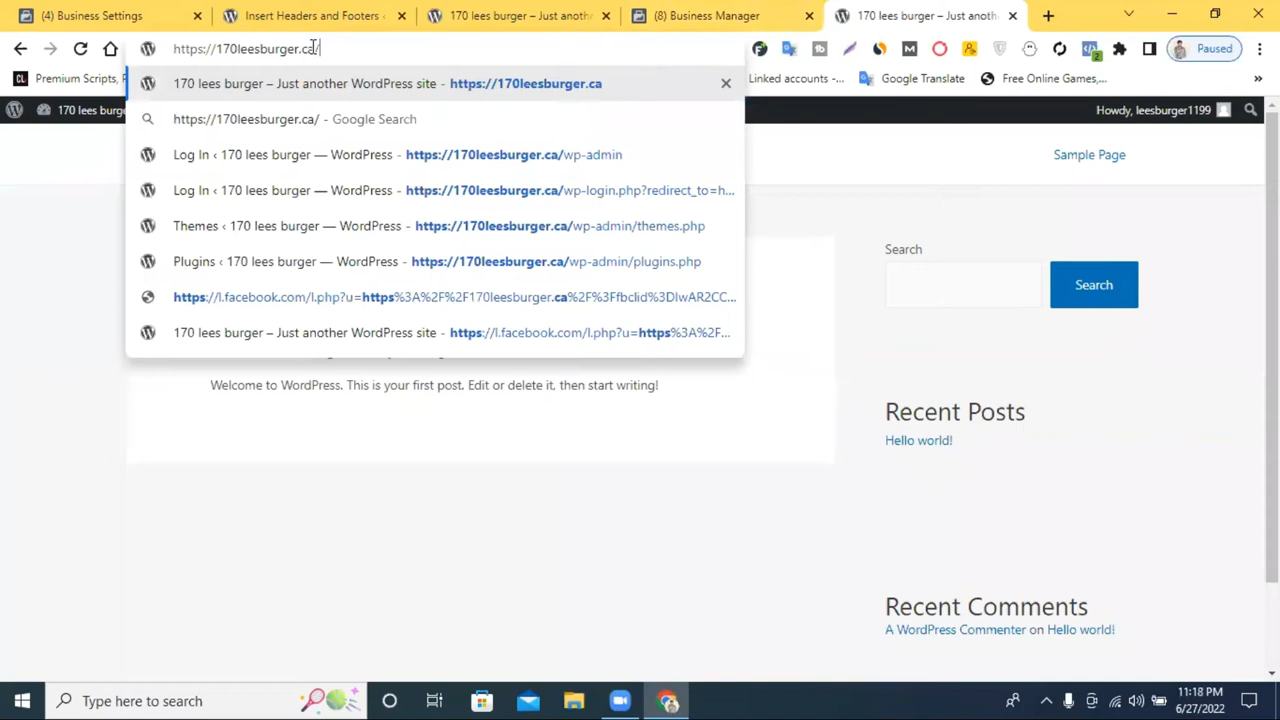 (4) Business Settings
Insert Headers and Footers ‹
170 lees burger – Just anoth
(8) Business Manager
170 lees burger – Just anoth
https://170leesburger.ca/
Paused
Premium Scripts, P
Linked accounts -...
Google Translate
Free Online Games,...
170 lees burger – Just another WordPress site - https://170leesburger.ca
https://170leesburger.ca/ - Google Search
Log In ‹ 170 lees burger — WordPress - https://170leesburger.ca/wp-admin
Log In ‹ 170 lees burger — WordPress - https://170leesburger.ca/wp-login.php?redirect_to=h...
Themes ‹ 170 lees burger — WordPress - https://170leesburger.ca/wp-admin/themes.php
Plugins ‹ 170 lees burger — WordPress - https://170leesburger.ca/wp-admin/plugins.php
https://l.facebook.com/l.php?u=https%3A%2F%2F170leesburger.ca%2F%3Ffbclid%3DIwAR2CC...
170 lees burger – Just another WordPress site - https://l.facebook.com/l.php?u=https%3A%2F...
170 lees burge
Howdy, leesburger1199
Sample Page
Search
Search
Welcome to WordPress. This is your first post. Edit or delete it, then start writing!
Recent Posts
Hello world!
Recent Comments
A WordPress Commenter on Hello world!
Type here to search
11:18 PM
6/27/2022